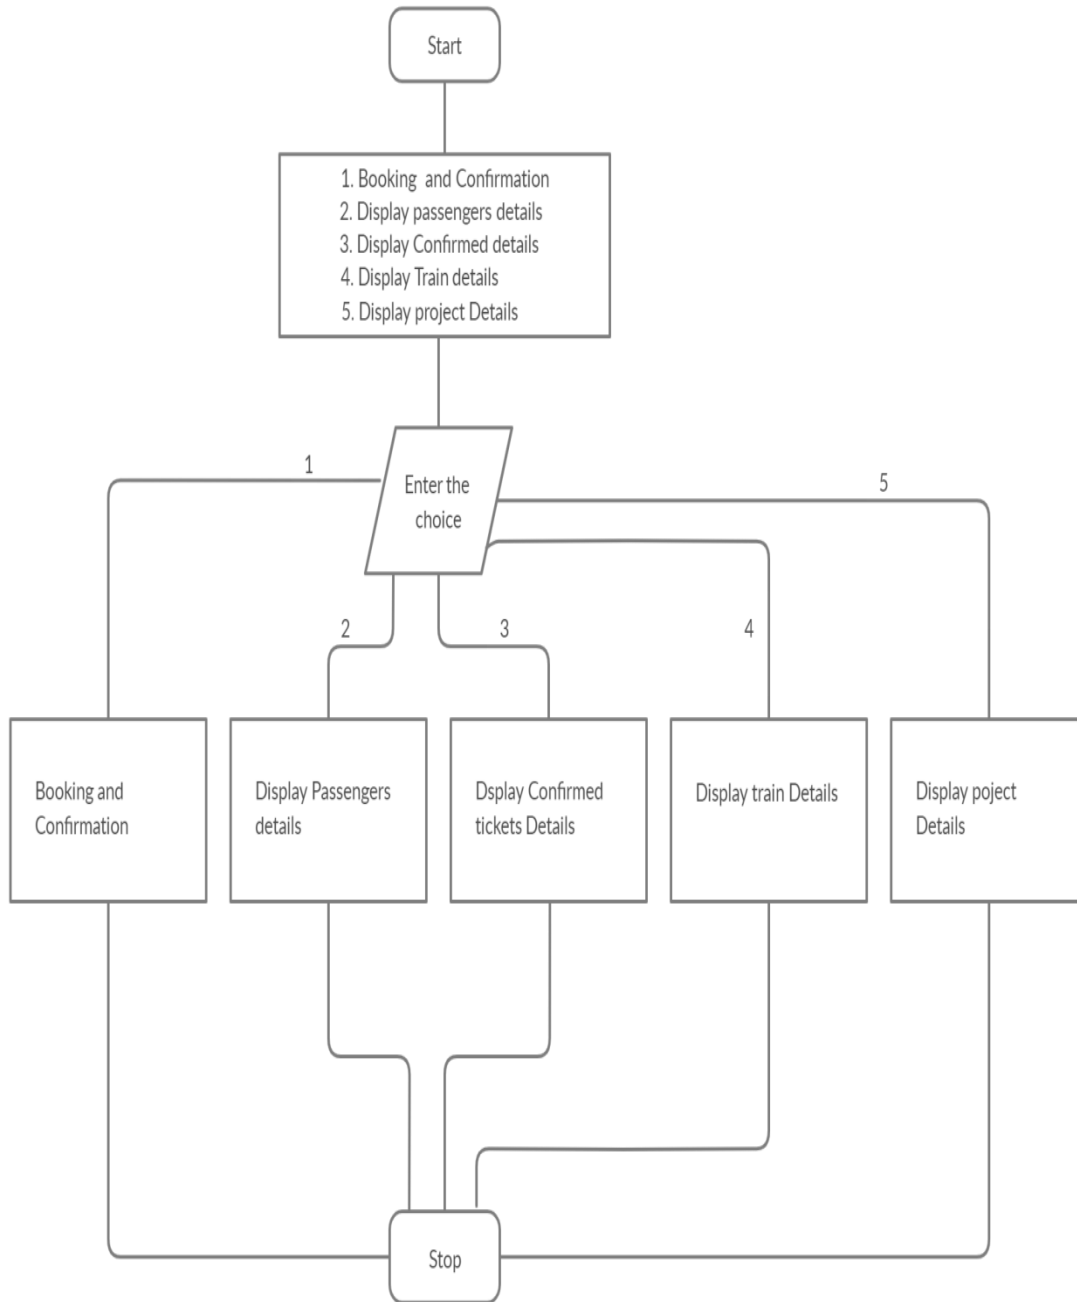 Start
1. Booking  and Confirmation
2. Display passengers details
3. Display Confirmed details
4. Display Train details
5. Display project Details
Enter the
choice
1
5
2
3
4
Booking and
Confirmation
Display Passengers
details
Dsplay Confirmed
tickets Details
Display train Details
Display poject
Details
Stop